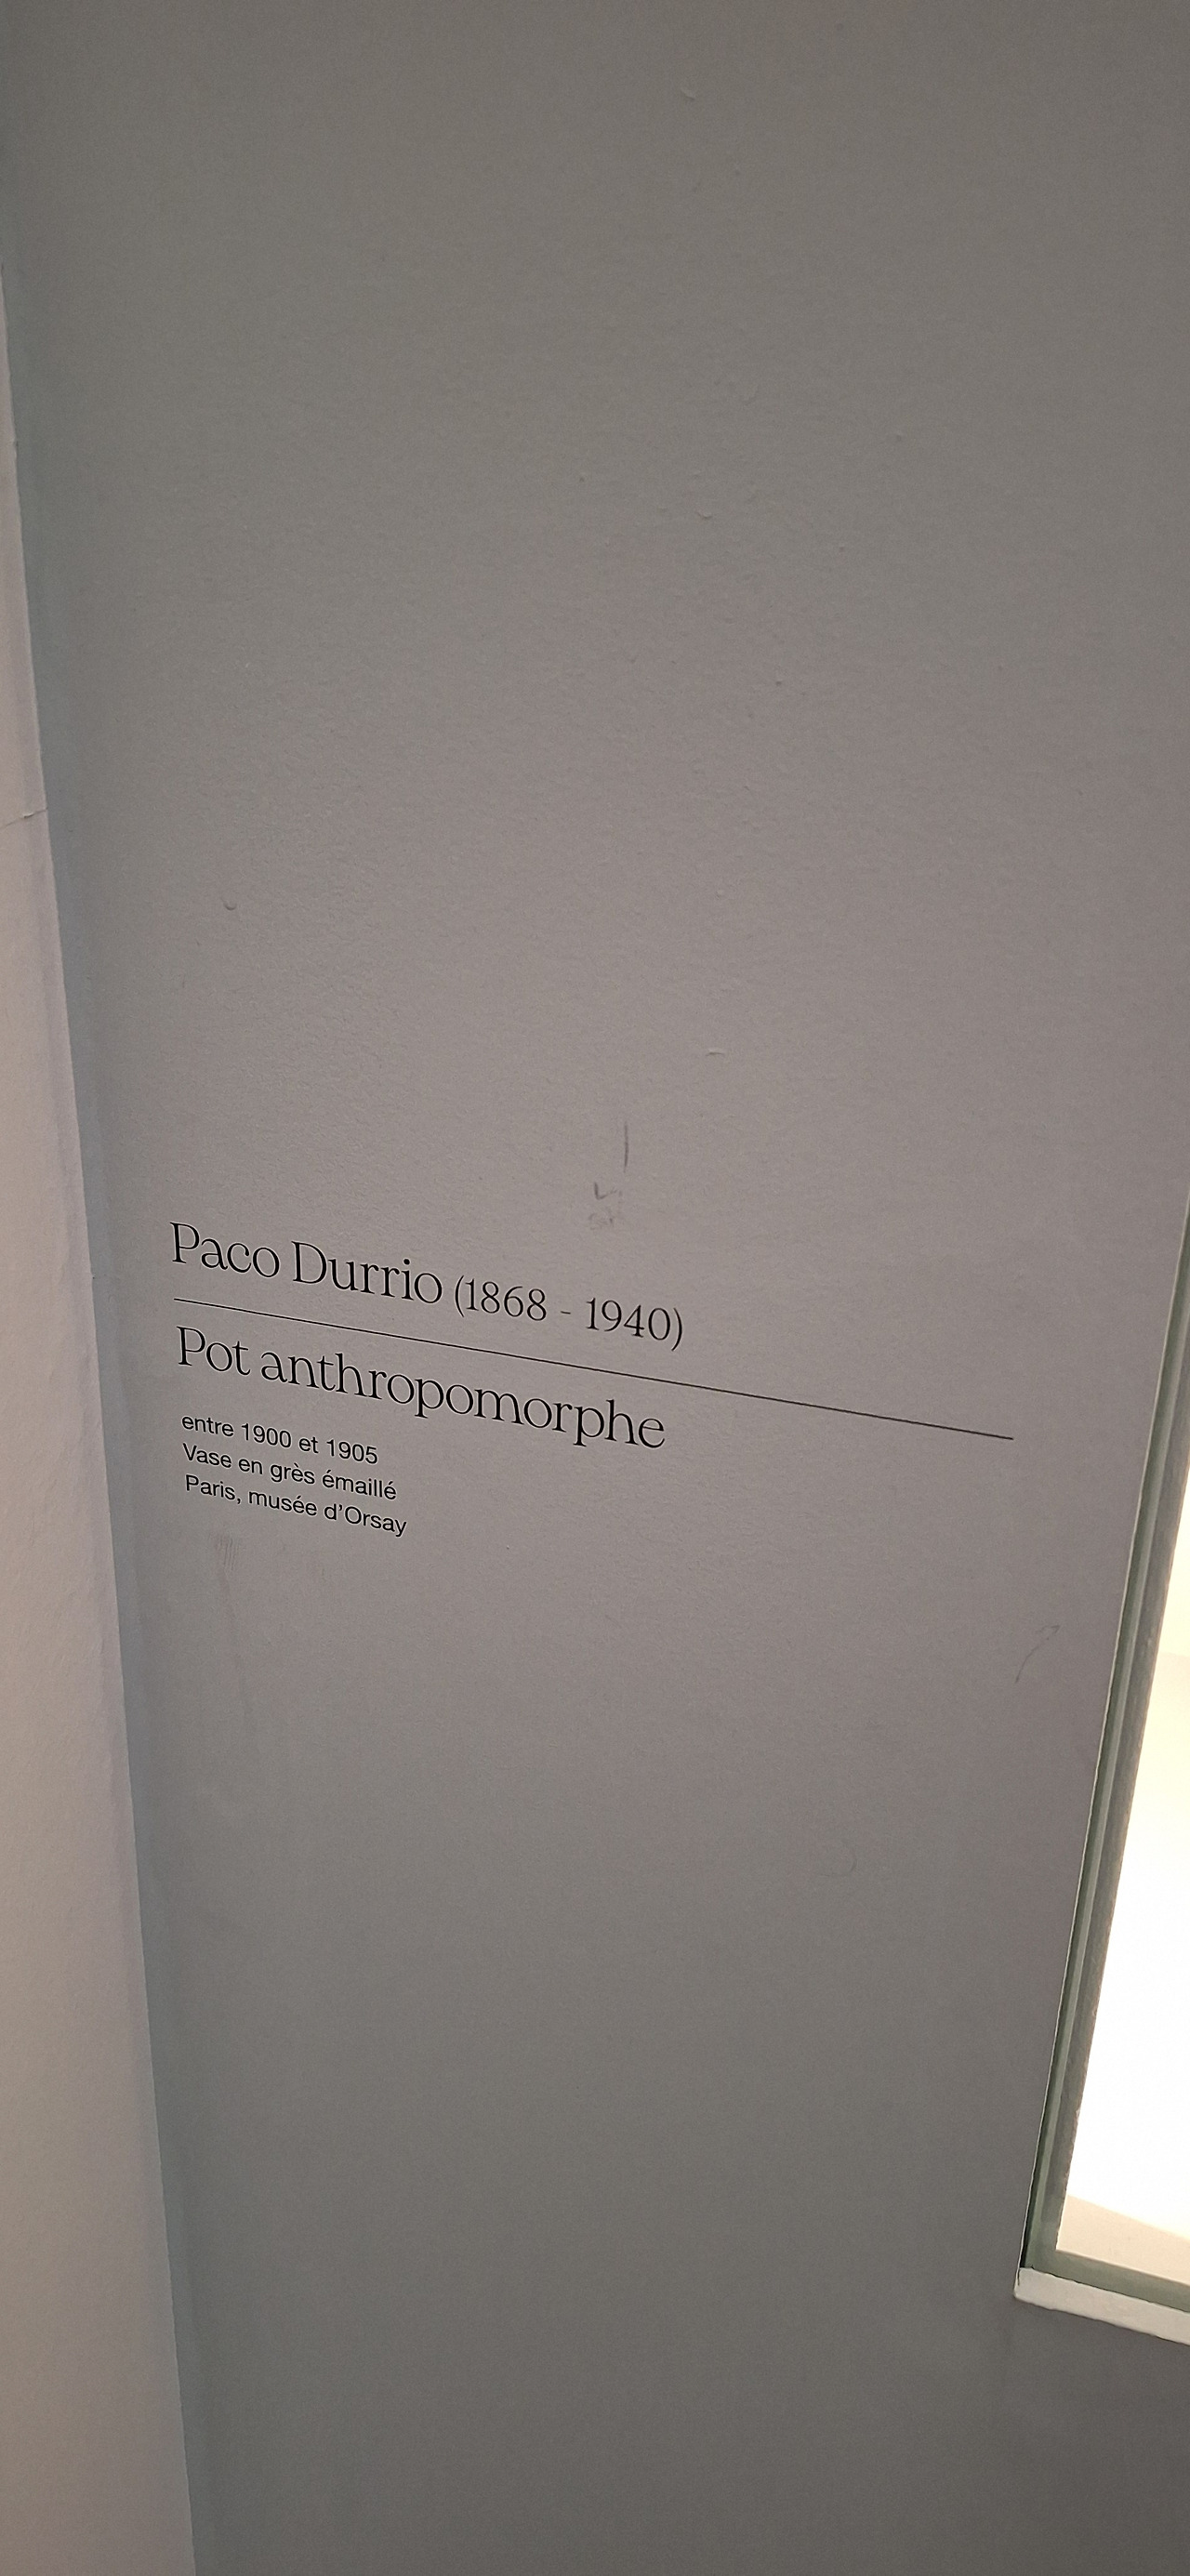 Paco Durrio (1868 - 1940)
Pot anthropomorphe
entre 1900 et 1905
Vase en grès émaillé
Paris, musée d'Orsay